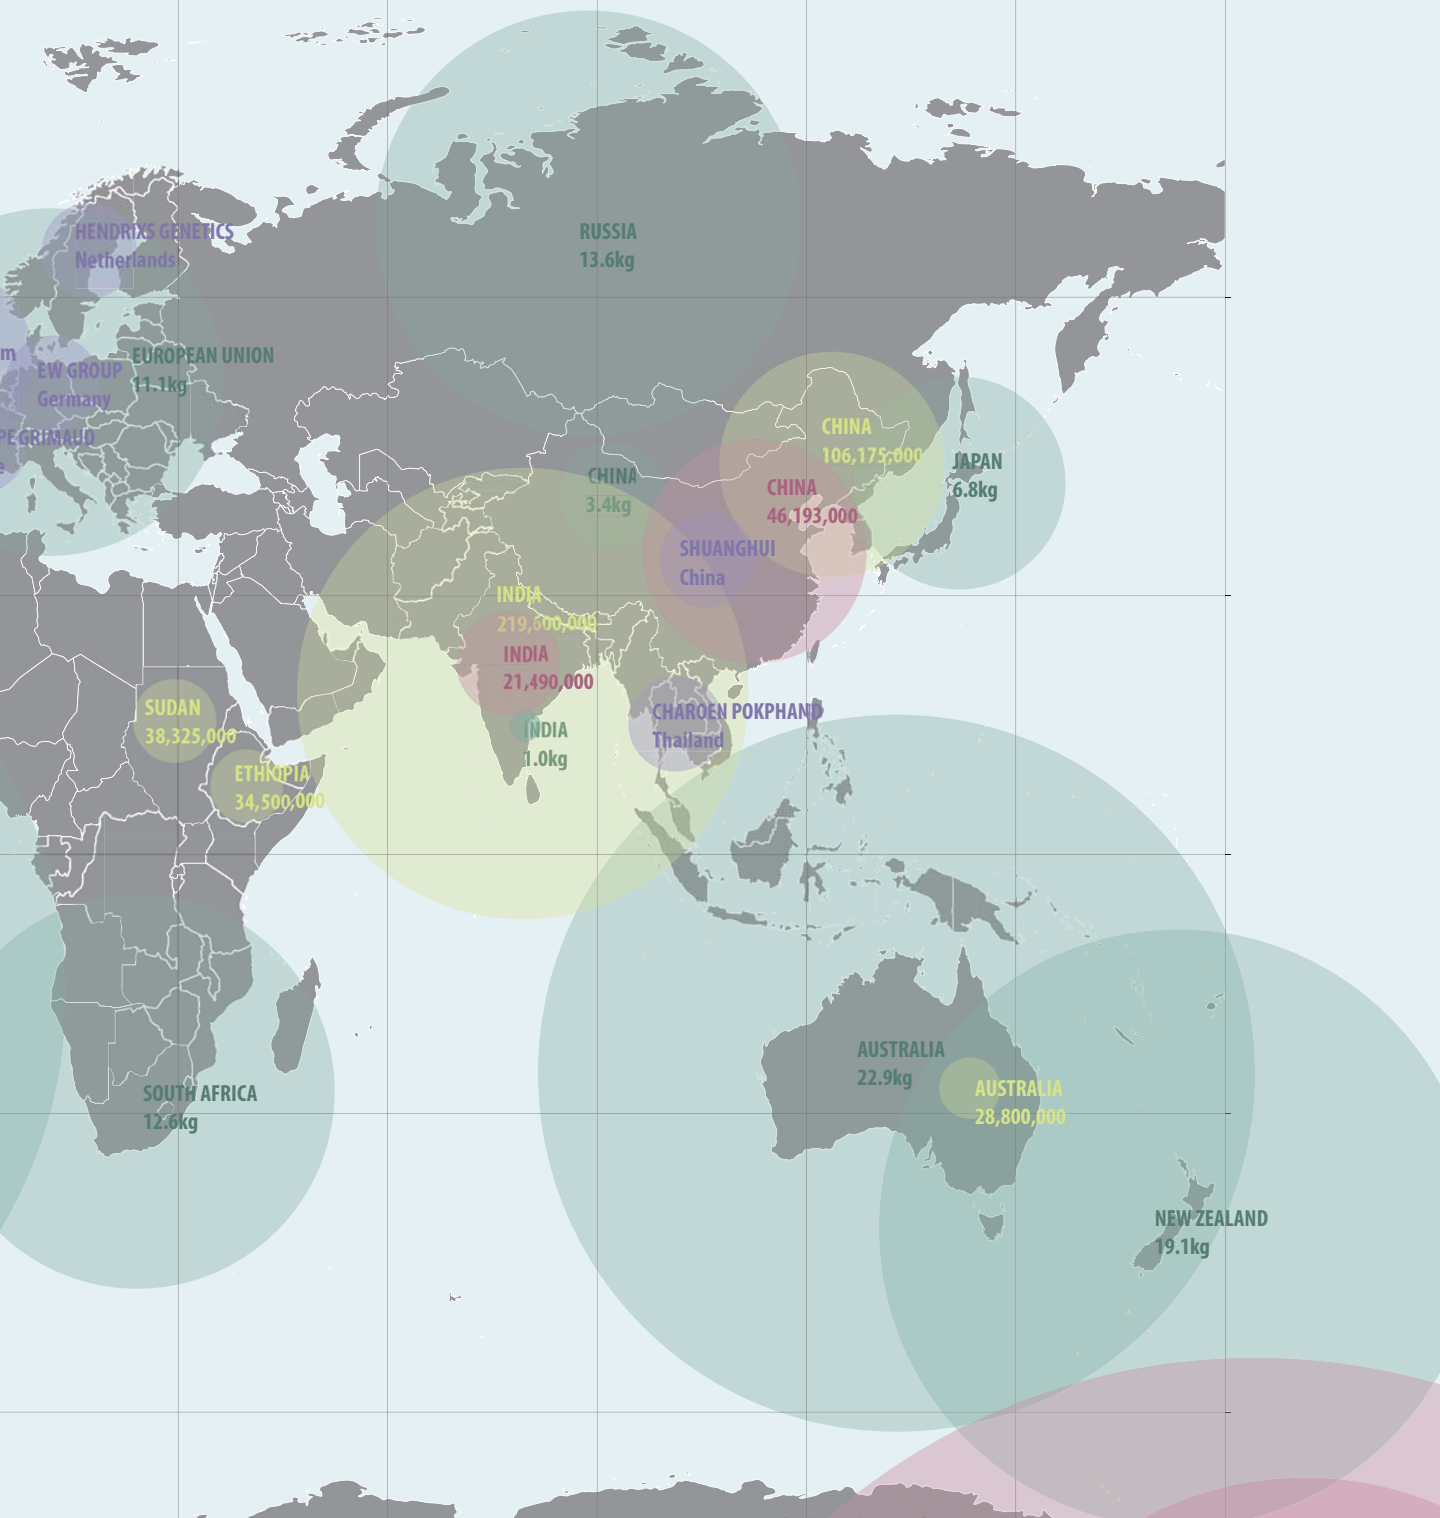 RUSSIA
13.6kg
HENDRIXS GENETICS
Netherlands
m
EUROPEAN UNION
11.1kg
EW GROUP
Germany
PE GRIMAUD
e
CHINA
106,175,000
JAPAN
6.8kg
CHINA
3.4kg
CHINA
46,193,000
SHUANGHUI
China
INDIA
219,600,000
INDIA
21,490,000
INDIA
1.0kg
CHAROEN POKPHAND
Thailand
SUDAN
38,325,000
ETHIOPIA
34,500,000
AUSTRALIA
22.9kg
AUSTRALIA
28,800,000
SOUTH AFRICA
12.6kg
NEW ZEALAND
19.1kg